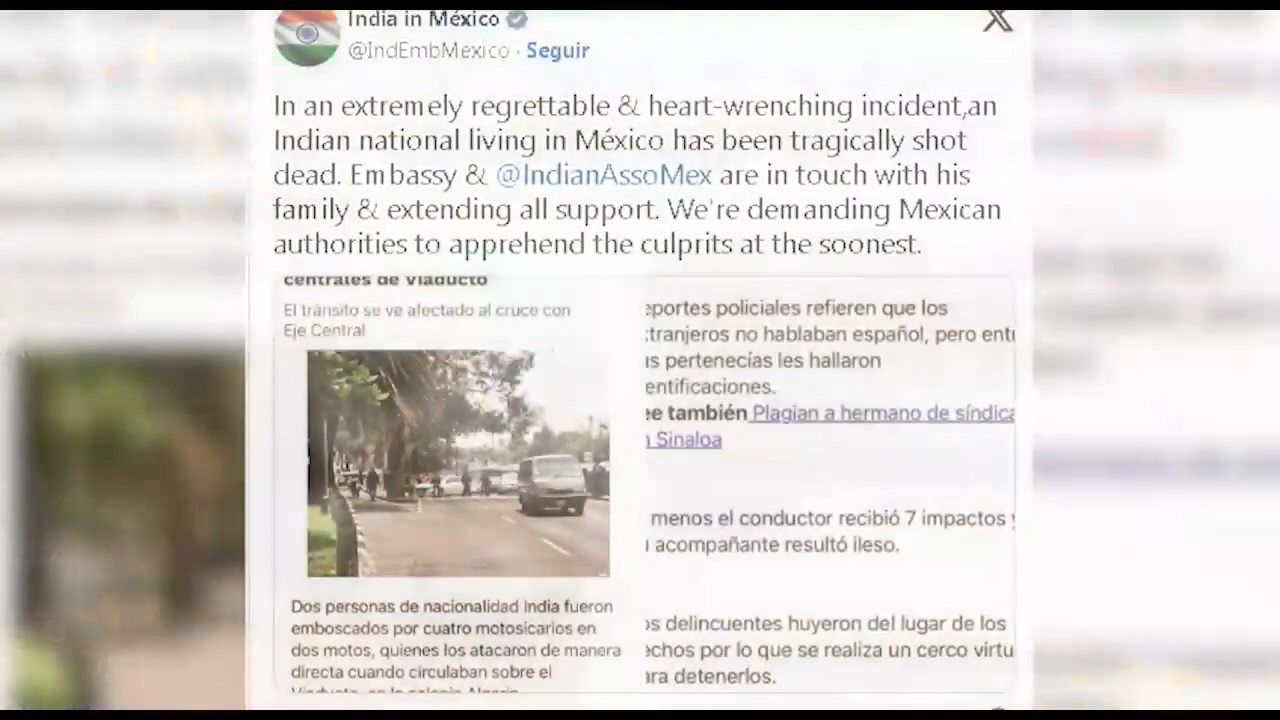 India in México
@IndEmbMexico · Seguir
In an extremely regrettable & heart-wrenching incident,an
Indian national living in México has been tragically shot
dead. Embassy & @IndianAssoMex are in touch with his
family & extending all support. We're demanding Mexican
authorities to apprehend the culprits at the soonest.
centrales de Viaducto
El tránsito se ve afectado al cruce con
Eje Central
Dos personas de nacionalidad India fueron
emboscados por cuatro motosicarios en
dos motos, quienes los atacaron de manera
directa cuando circulaban sobre el
eportes policiales refieren que los
tranjeros no hablaban español, pero entr
s pertenecías les hallaron
entificaciones.
ee también Plagian a hermano de síndica
Sinaloa
menos el conductor recibió 7 impactos y
acompañante resultó ileso.
os delincuentes huyeron del lugar de los
echos por lo que se realiza un cerco virtu
ara detenerlos.